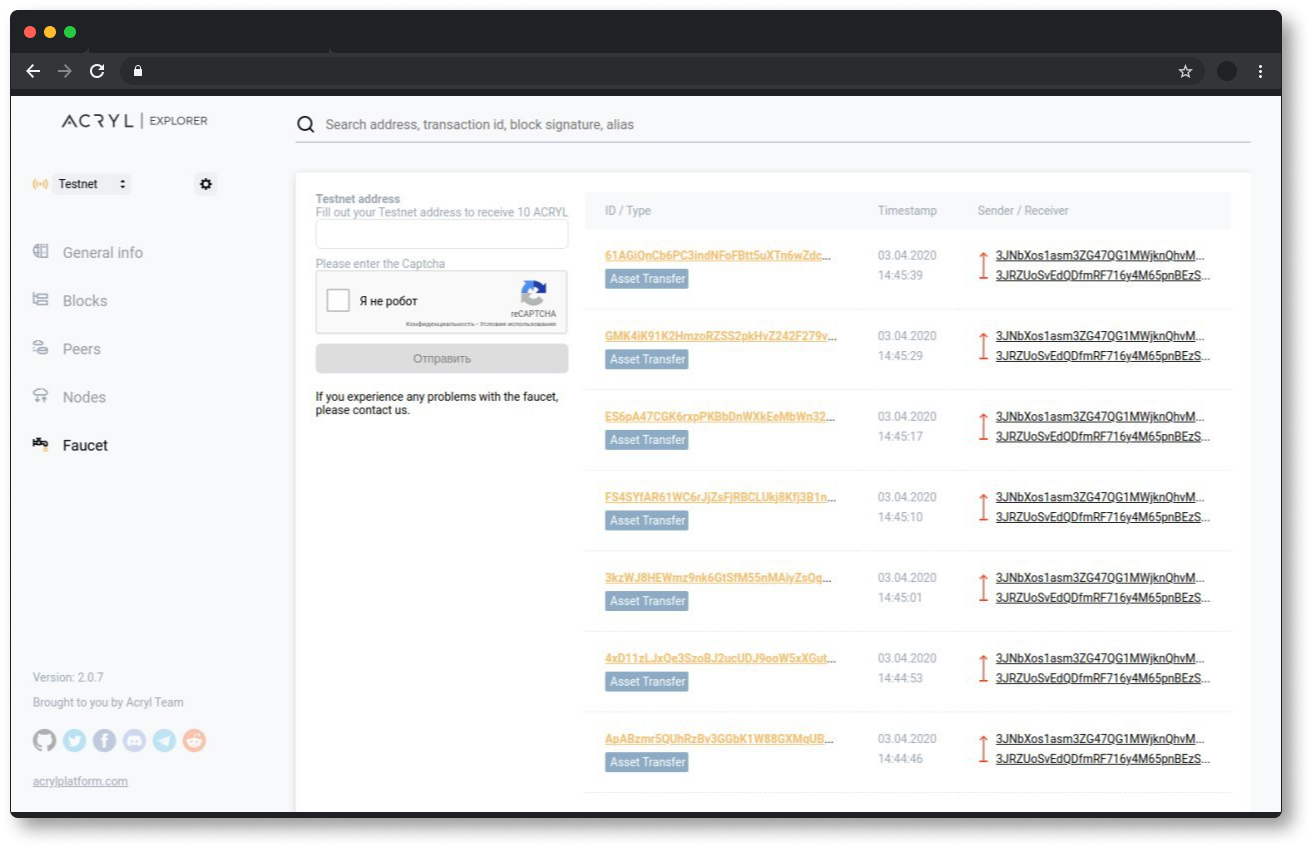 ACRYL | EXPLORER
Search address, transaction id, block signature, alias
Testnet
General info
Blocks
Peers
Nodes
Faucet
Version: 2.0.7
Brought to you by Acryl Team
acrylplatform.com
Testnet address
Fill out your Testnet address to receive 10 ACRYL
Please enter the Captcha
Я не робот
reCAPTCHA
Конфиденциальность - Условия использования
Отправить
If you experience any problems with the faucet,
please contact us.
ID / Type Timestamp Sender / Receiver
61AGiQnCb6PC3indNFoFBtt5uXTn6wZdc... 03.04.2020 3JNbXos1asm3ZG47QG1MWjknQhvM...
Asset Transfer 14:45:39 3JRZUoSvEdQDfmRF716y4M65pnBEzS...
GMK4iK91K2HmzoRZSS2pkHvZ242F279v... 03.04.2020 3JNbXos1asm3ZG47QG1MWjknQhvM...
Asset Transfer 14:45:29 3JRZUoSvEdQDfmRF716y4M65pnBEzS...
ES6pA47CGK6rxpPKBbDnWXkEeMbWn32... 03.04.2020 3JNbXos1asm3ZG47QG1MWjknQhvM...
Asset Transfer 14:45:17 3JRZUoSvEdQDfmRF716y4M65pnBEzS...
FS4SYfAR61WC6rJjZsFjRBCLUkj8Kfj3B1n... 03.04.2020 3JNbXos1asm3ZG47QG1MWjknQhvM...
Asset Transfer 14:45:10 3JRZUoSvEdQDfmRF716y4M65pnBEzS...
3kzWJ8HEWmz9nk6GtSfM55nMAiyZsQq... 03.04.2020 3JNbXos1asm3ZG47QG1MWjknQhvM...
Asset Transfer 14:45:01 3JRZUoSvEdQDfmRF716y4M65pnBEzS...
4xD11zLJxQe3SzoBJ2ucUDJ9ooW5xXGut... 03.04.2020 3JNbXos1asm3ZG47QG1MWjknQhvM...
Asset Transfer 14:44:53 3JRZUoSvEdQDfmRF716y4M65pnBEzS...
ApABzmr5QUhRzBv3GGbK1W88GXMqUB... 03.04.2020 3JNbXos1asm3ZG47QG1MWjknQhvM...
Asset Transfer 14:44:46 3JRZUoSvEdQDfmRF716y4M65pnBEzS...